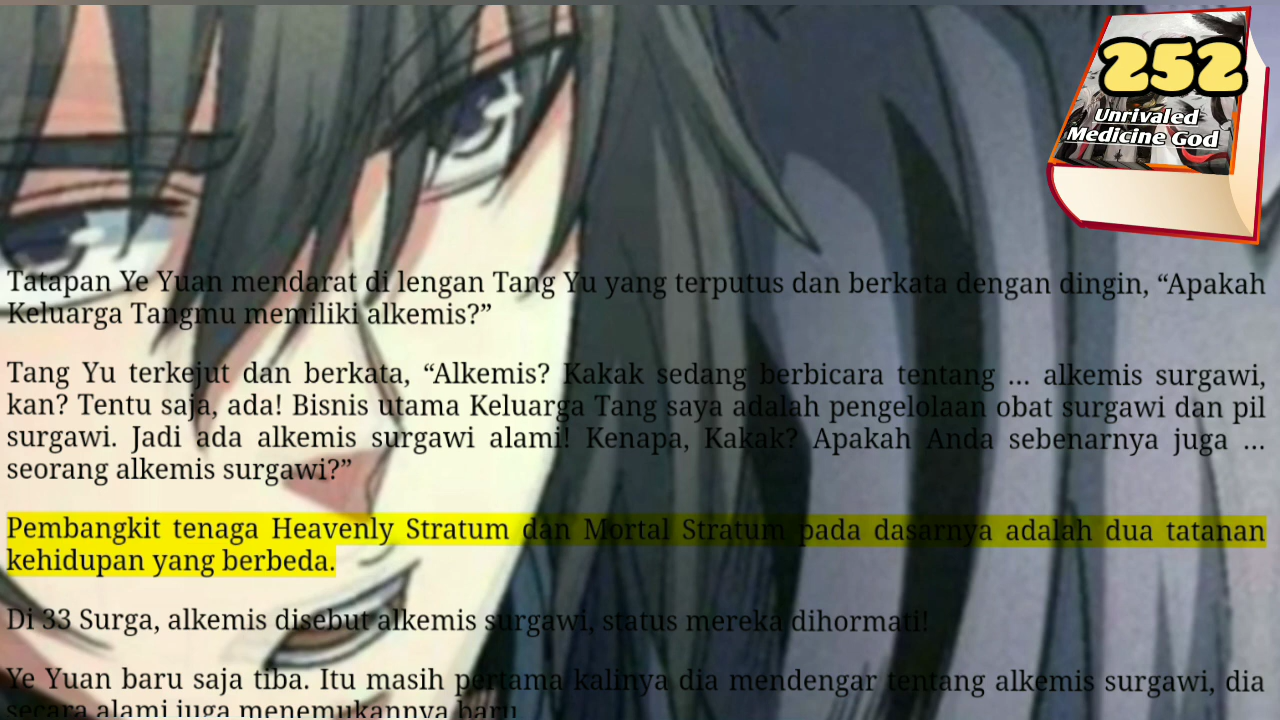 252
Unrivaled
Medicine God
Tatapan Ye Yuan mendarat di lengan Tang Yu yang terputus dan berkata dengan dingin, “Apakah
Keluarga Tangmu memiliki alkemis?”
Tang Yu terkejut dan berkata, “Alkemis? Kakak sedang berbicara tentang … alkemis surgawi,
kan? Tentu saja, ada! Bisnis utama Keluarga Tang saya adalah pengelolaan obat surgawi dan pil
surgawi. Jadi ada alkemis surgawi alami! Kenapa, Kakak? Apakah Anda sebenarnya juga …
seorang alkemis surgawi?”
Pembangkit tenaga Heavenly Stratum dan Mortal Stratum pada dasarnya adalah dua tatanan
kehidupan yang berbeda.
Di 33 Surga, alkemis disebut alkemis surgawi, status mereka dihormati!
Ye Yuan baru saja tiba. Itu masih pertama kalinya dia mendengar tentang alkemis surgawi, dia
secara alami juga menemukannya baru